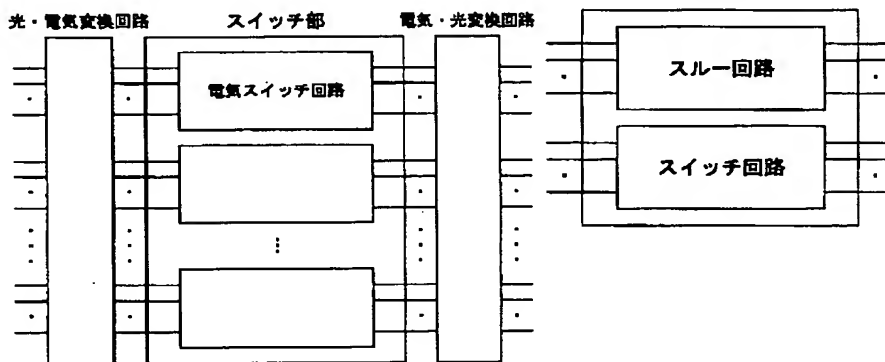 光・電気変換回路
スイッチ部
電気・光変換回路
電気スイッチ回路
スルー回路
スイッチ回路